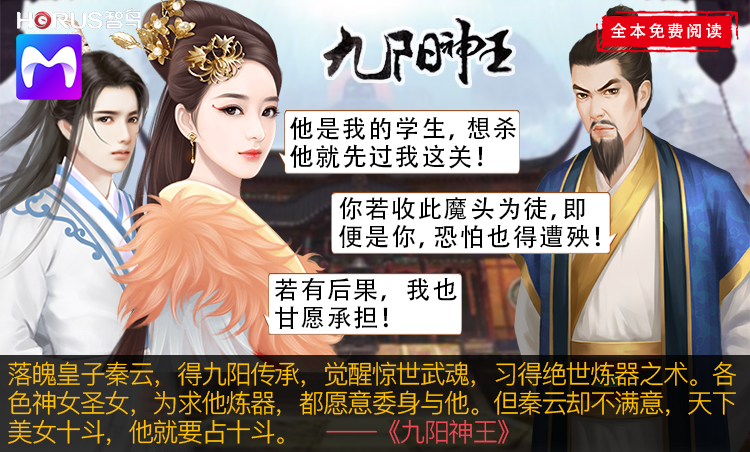 HORUS智鸟
九阳神王
全本免费阅读
他是我的学生，想杀
他就先过我这关！
你若收此魔头为徒，即
便是你，恐怕也得遭殃！
若有后果，我也
甘愿承担！
落魄皇子秦云，得九阳传承，觉醒惊世武魂，习得绝世炼器之术。各
色神女圣女，为求他炼器，都愿意委身与他。但秦云却不满意，天下
美女十斗，他就要占十斗。 ——《九阳神王》